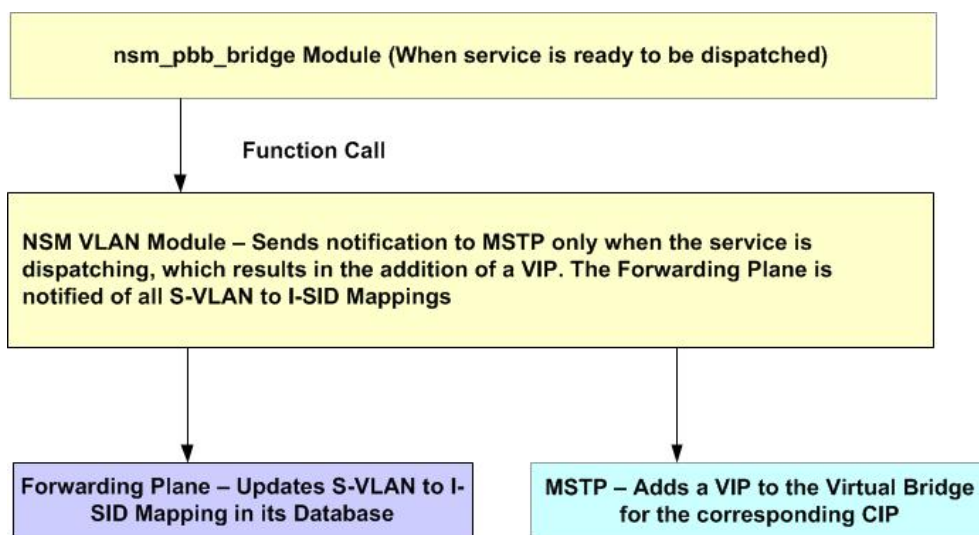 nsm_pbb_bridge Module (When service is ready to be dispatched)
Function Call
NSM VLAN Module – Sends notification to MSTP only when the service is
dispatching, which results in the addition of a VIP. The Forwarding Plane is
notified of all S-VLAN to I-SID Mappings
Forwarding Plane – Updates S-VLAN to I-
SID Mapping in its Database
MSTP – Adds a VIP to the Virtual Bridge
for the corresponding CIP